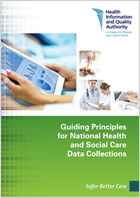 Health
Information
and Quality
Authority
Guiding Principles
for National Health
and Social Care
Data Collections
Safer Better Care